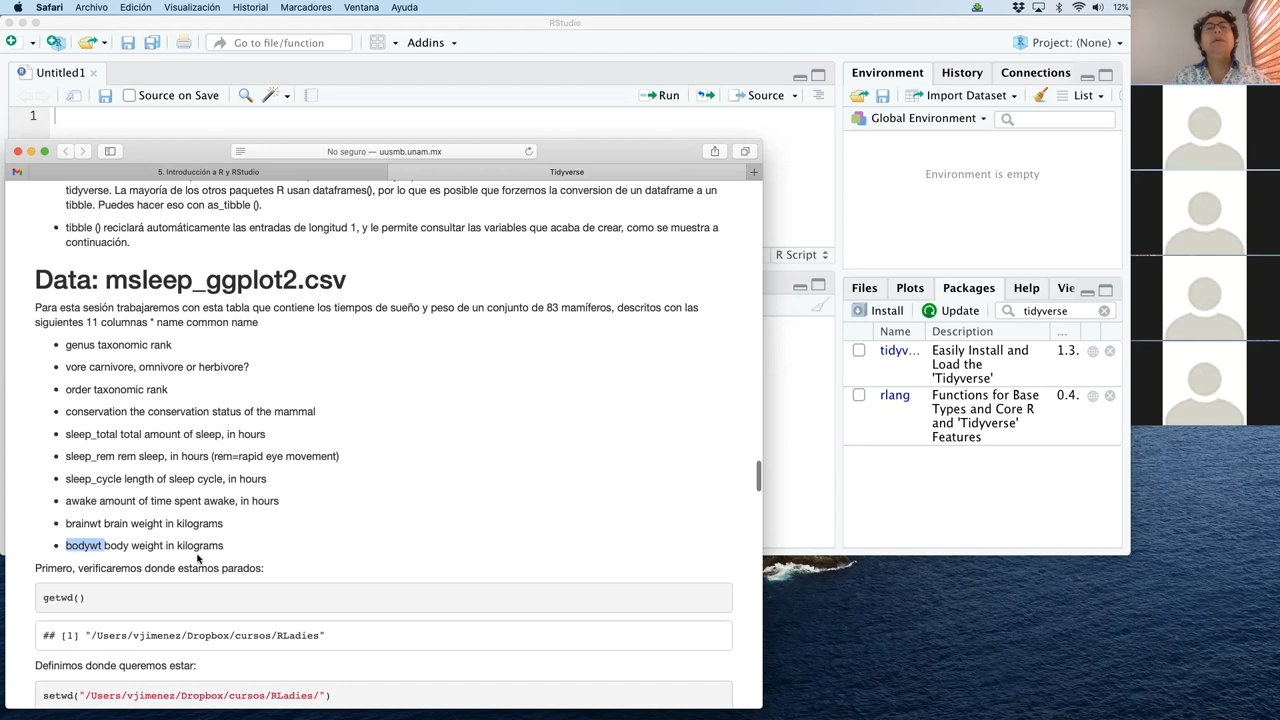 Safari Archivo Edición Visualización Historial Marcadores Ventana Ayuda 12%
RStudio
Go to file/function Addins Project: (None)
Untitled1
Source on Save Run Source
1
Environment History Connections
Import Dataset List
Global Environment
Environment is empty
No seguro — uusmb.unam.mx
5. Introducción a R y RStudio Tidyverse
tidyverse. La mayoría de los otros paquetes R usan dataframes(), por lo que es posible que forzemos la conversion de un dataframe a un
tibble. Puedes hacer eso con as_tibble ().
tibble () reciclará automáticamente las entradas de longitud 1, y le permite consultar las variables que acaba de crear, como se muestra a
continuación.
Data: msleep_ggplot2.csv
Para esta sesión trabajaremos con esta tabla que contiene los tiempos de sueño y peso de un conjunto de 83 mamíferos, descritos con las
siguientes 11 columnas * name common name
genus taxonomic rank
vore carnivore, omnivore or herbivore?
order taxonomic rank
conservation the conservation status of the mammal
sleep_total total amount of sleep, in hours
sleep_rem rem sleep, in hours (rem=rapid eye movement)
sleep_cycle length of sleep cycle, in hours
awake amount of time spent awake, in hours
brainwt brain weight in kilograms
bodywt body weight in kilograms
Primero, verificaremos donde estamos parados:
getwd()
## [1] "/Users/vjimenez/Dropbox/cursos/RLadies"
Definimos donde queremos estar:
setwd("/Users/vjimenez/Dropbox/cursos/RLadies/")
R Script
Files Plots Packages Help Vie
Install Update tidyverse
Name Description ...
tidyv... Easily Install and 1.3.
Load the
'Tidyverse'
rlang Functions for Base 0.4.
Types and Core R
and 'Tidyverse'
Features